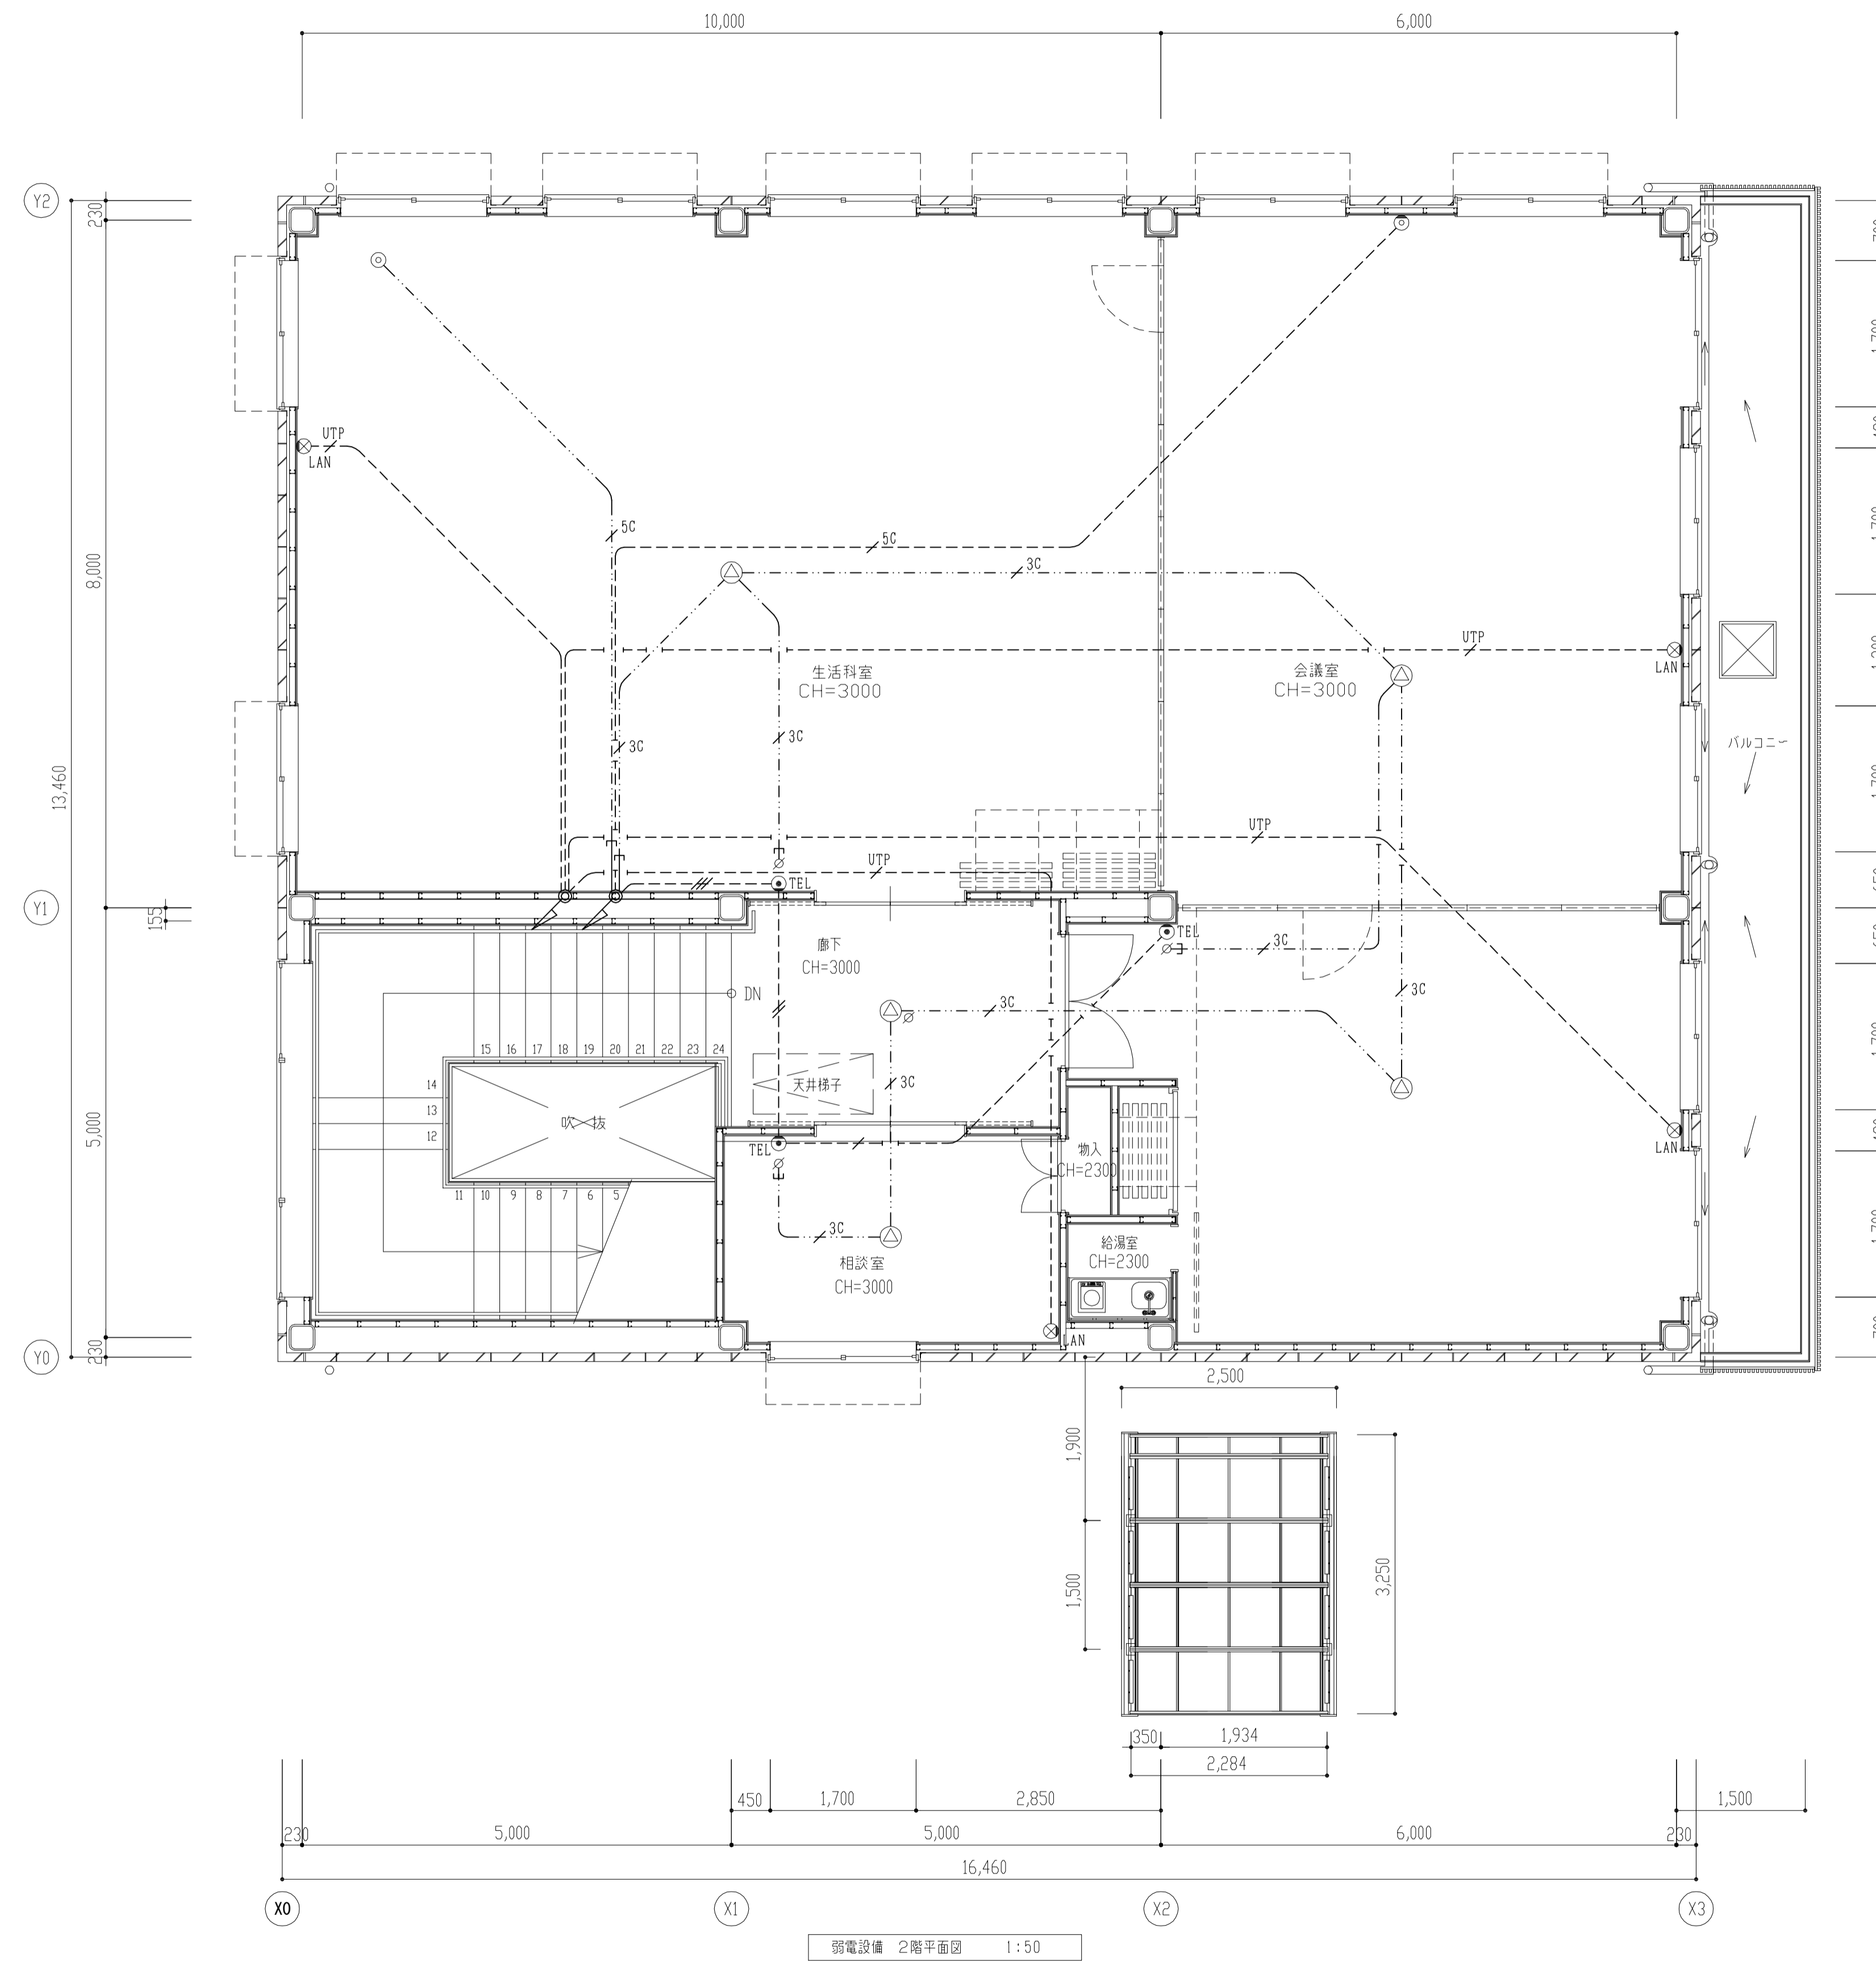 10,000
6,000
Y2
230
UTP
LAN
5C
5C
3C
8,000
生活科室
CH=3000
会議室
CH=3000
UTP
LAN
13,460
3C
3C
バルコニー
UTP
UTP
TEL
Y1
155
廊下
CH=3000
TEL
3C
DN
3C
3C
15 16 17 18 19 20 21 22 23 24
14
13
12
天井梯子
3C
吹抜
5,000
TEL
物入
CH=2300
LAN
11 10 9 8 7 6 5
3C
相談室
CH=3000
給湯室
CH=2300
LAN
230
Y0
2,500
1,900
1,500
3,250
350
1,934
2,284
450
1,700
2,850
1,500
230
5,000
5,000
6,000
230
16,460
X0
X1
X2
X3
弱電設備 2階平面図 1:50